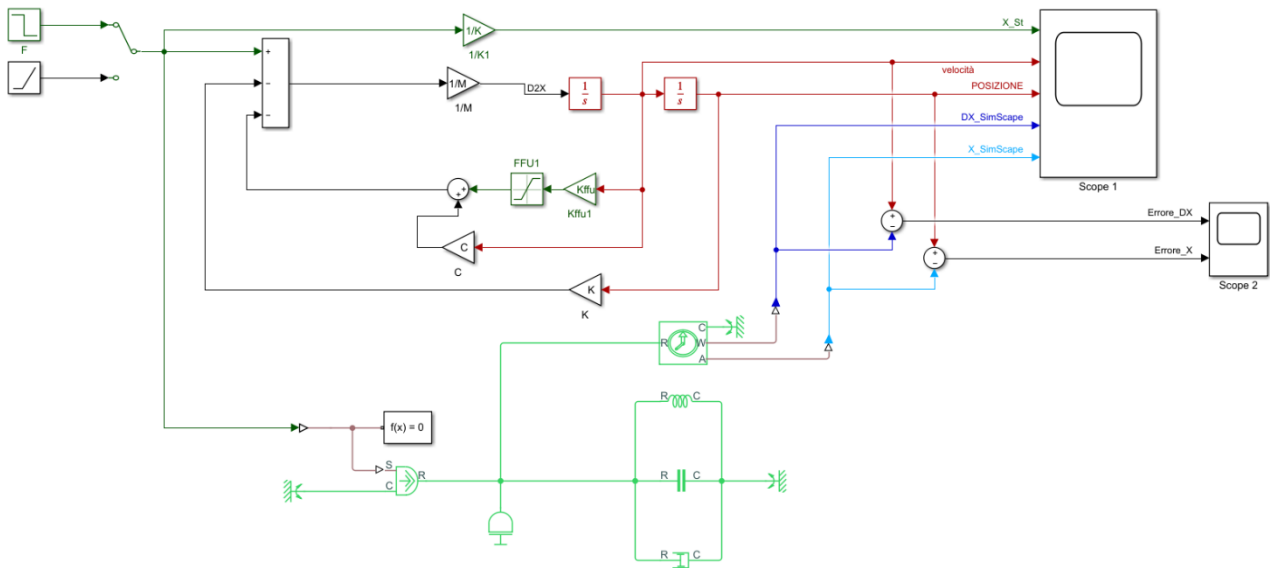 X_St
F
1/K
1/K1
+
−
−
1/M
1/M
D2X
1
s
1
s
velocità
POSIZIONE
DX_SimScape
X_SimScape
Scope 1
FFU1
Kffu
Kffu1
+
+
C
C
K
K
+
−
Errore_DX
+
−
Errore_X
Scope 2
C
R
W
A
f(x) = 0
S
C
R
R
C
R
C
R
C